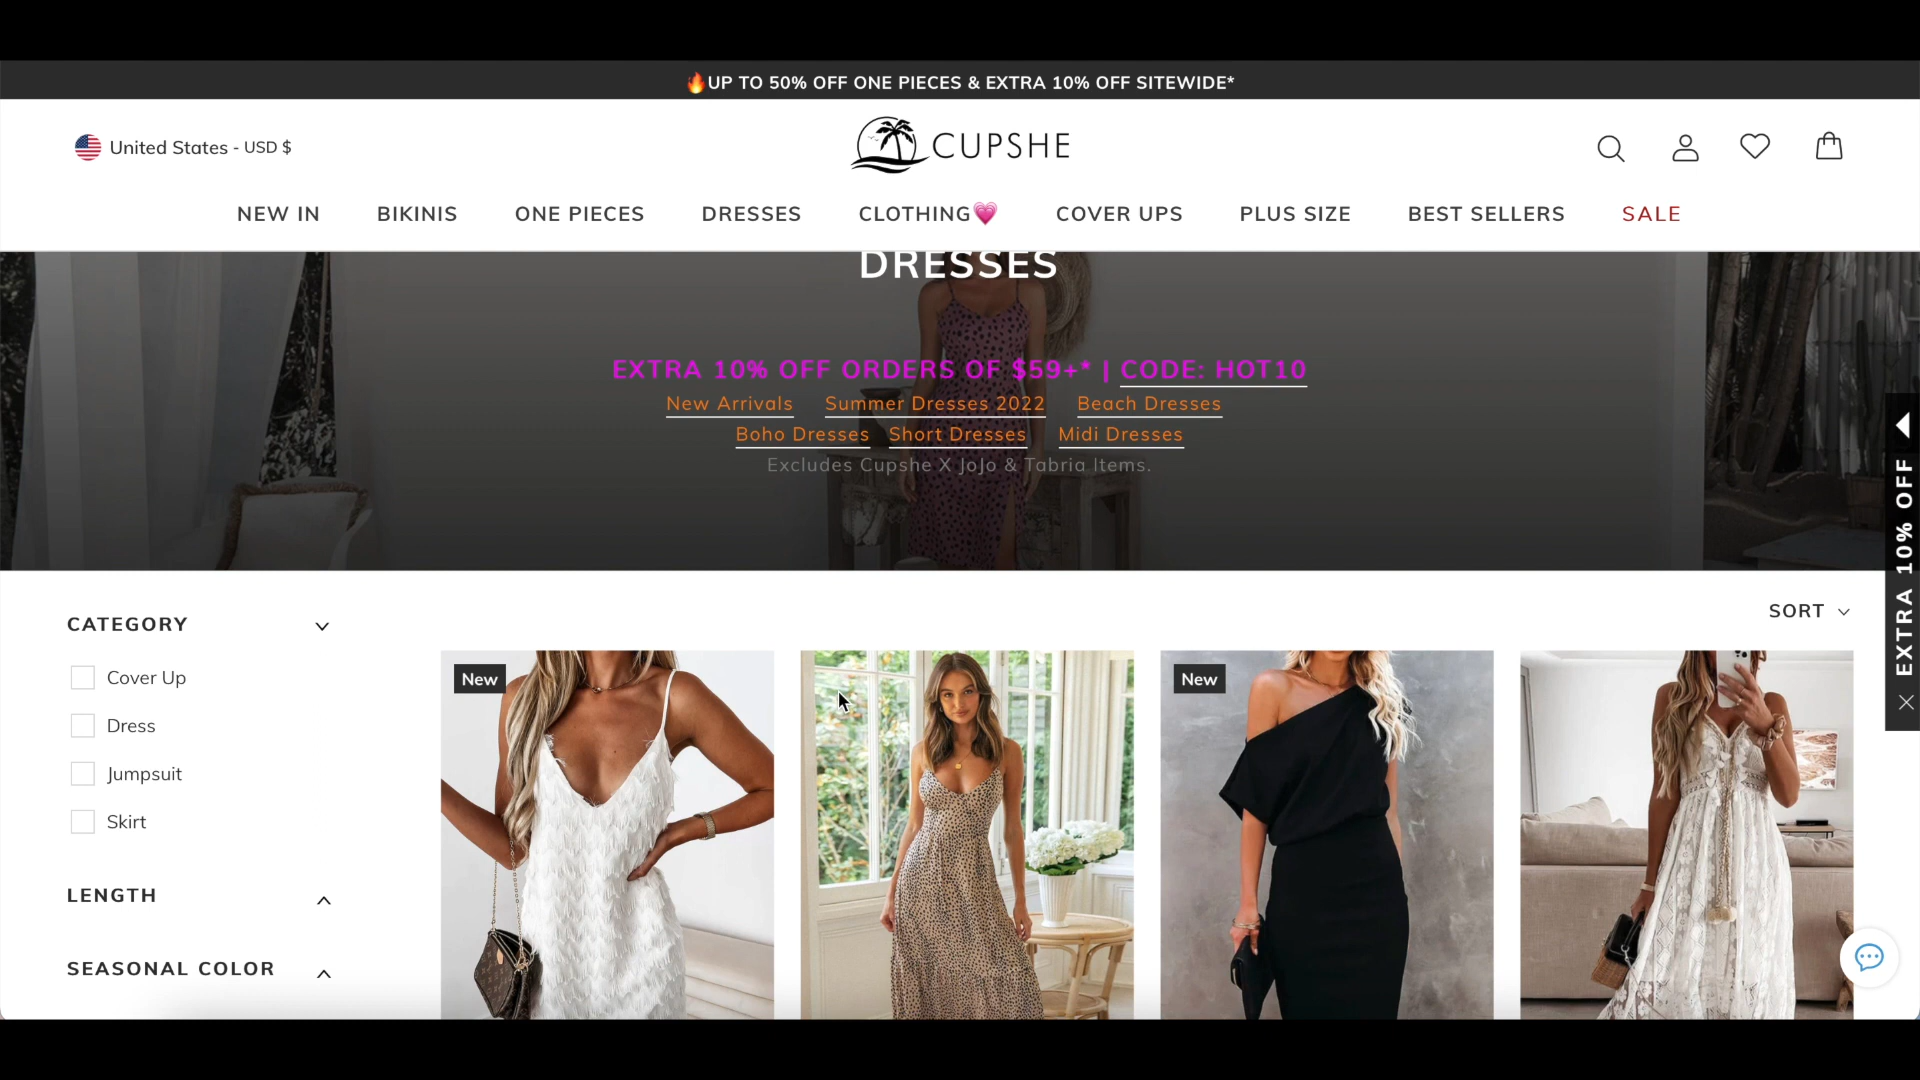 🔥UP TO 50% OFF ONE PIECES & EXTRA 10% OFF SITEWIDE*
United States - USD $
CUPSHE
NEW IN BIKINIS ONE PIECES DRESSES CLOTHING💗 COVER UPS PLUS SIZE BEST SELLERS SALE
DRESSES
EXTRA 10% OFF ORDERS OF $59+* | CODE: HOT10
New Arrivals Summer Dresses 2022 Beach Dresses
Boho Dresses Short Dresses Midi Dresses
Excludes Cupshe X JoJo & Tabria Items.
EXTRA 10% OFF
SORT
CATEGORY
Cover Up
Dress
Jumpsuit
Skirt
LENGTH
SEASONAL COLOR
New
New